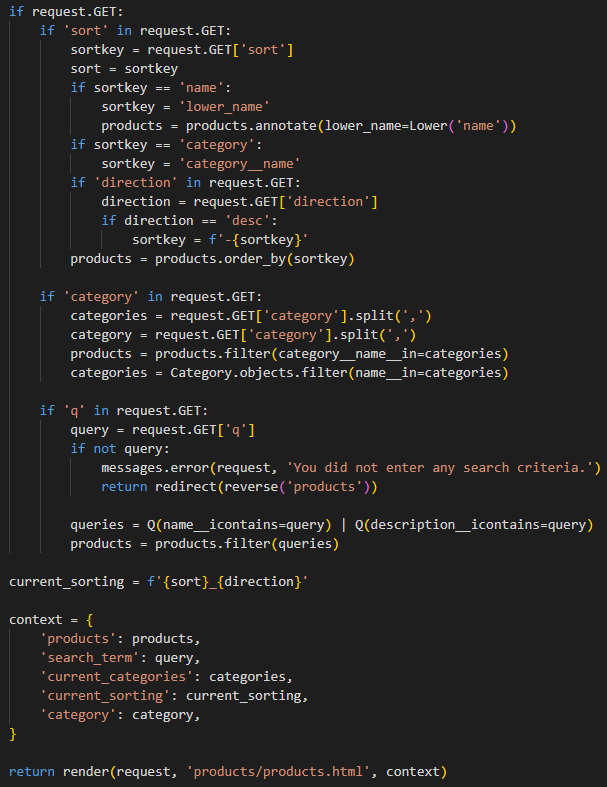 if request.GET:
    if 'sort' in request.GET:
        sortkey = request.GET['sort']
        sort = sortkey
        if sortkey == 'name':
            sortkey = 'lower_name'
            products = products.annotate(lower_name=Lower('name'))
        if sortkey == 'category':
            sortkey = 'category__name'
        if 'direction' in request.GET:
            direction = request.GET['direction']
            if direction == 'desc':
                sortkey = f'-{sortkey}'
        products = products.order_by(sortkey)

    if 'category' in request.GET:
        categories = request.GET['category'].split(',')
        category = request.GET['category'].split(',')
        products = products.filter(category__name__in=categories)
        categories = Category.objects.filter(name__in=categories)

    if 'q' in request.GET:
        query = request.GET['q']
        if not query:
            messages.error(request, 'You did not enter any search criteria.')
            return redirect(reverse('products'))

        queries = Q(name__icontains=query) | Q(description__icontains=query)
        products = products.filter(queries)

current_sorting = f'{sort}_{direction}'

context = {
    'products': products,
    'search_term': query,
    'current_categories': categories,
    'current_sorting': current_sorting,
    'category': category,
}

return render(request, 'products/products.html', context)